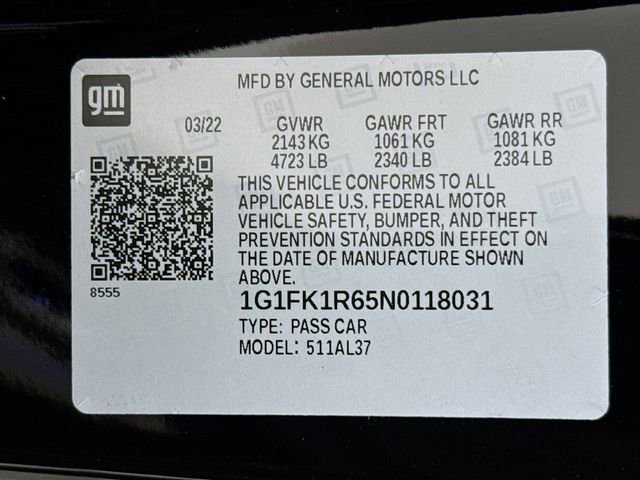 gm
MFD BY GENERAL MOTORS LLC
03/22 GVWR GAWR FRT GAWR RR
2143 KG 1061 KG 1081 KG
4723 LB 2340 LB 2384 LB
THIS VEHICLE CONFORMS TO ALL
APPLICABLE U.S. FEDERAL MOTOR
VEHICLE SAFETY, BUMPER, AND THEFT
PREVENTION STANDARDS IN EFFECT ON
THE DATE OF MANUFACTURE SHOWN
ABOVE.
8555
1G1FK1R65N0118031
TYPE: PASS CAR
MODEL: 511AL37